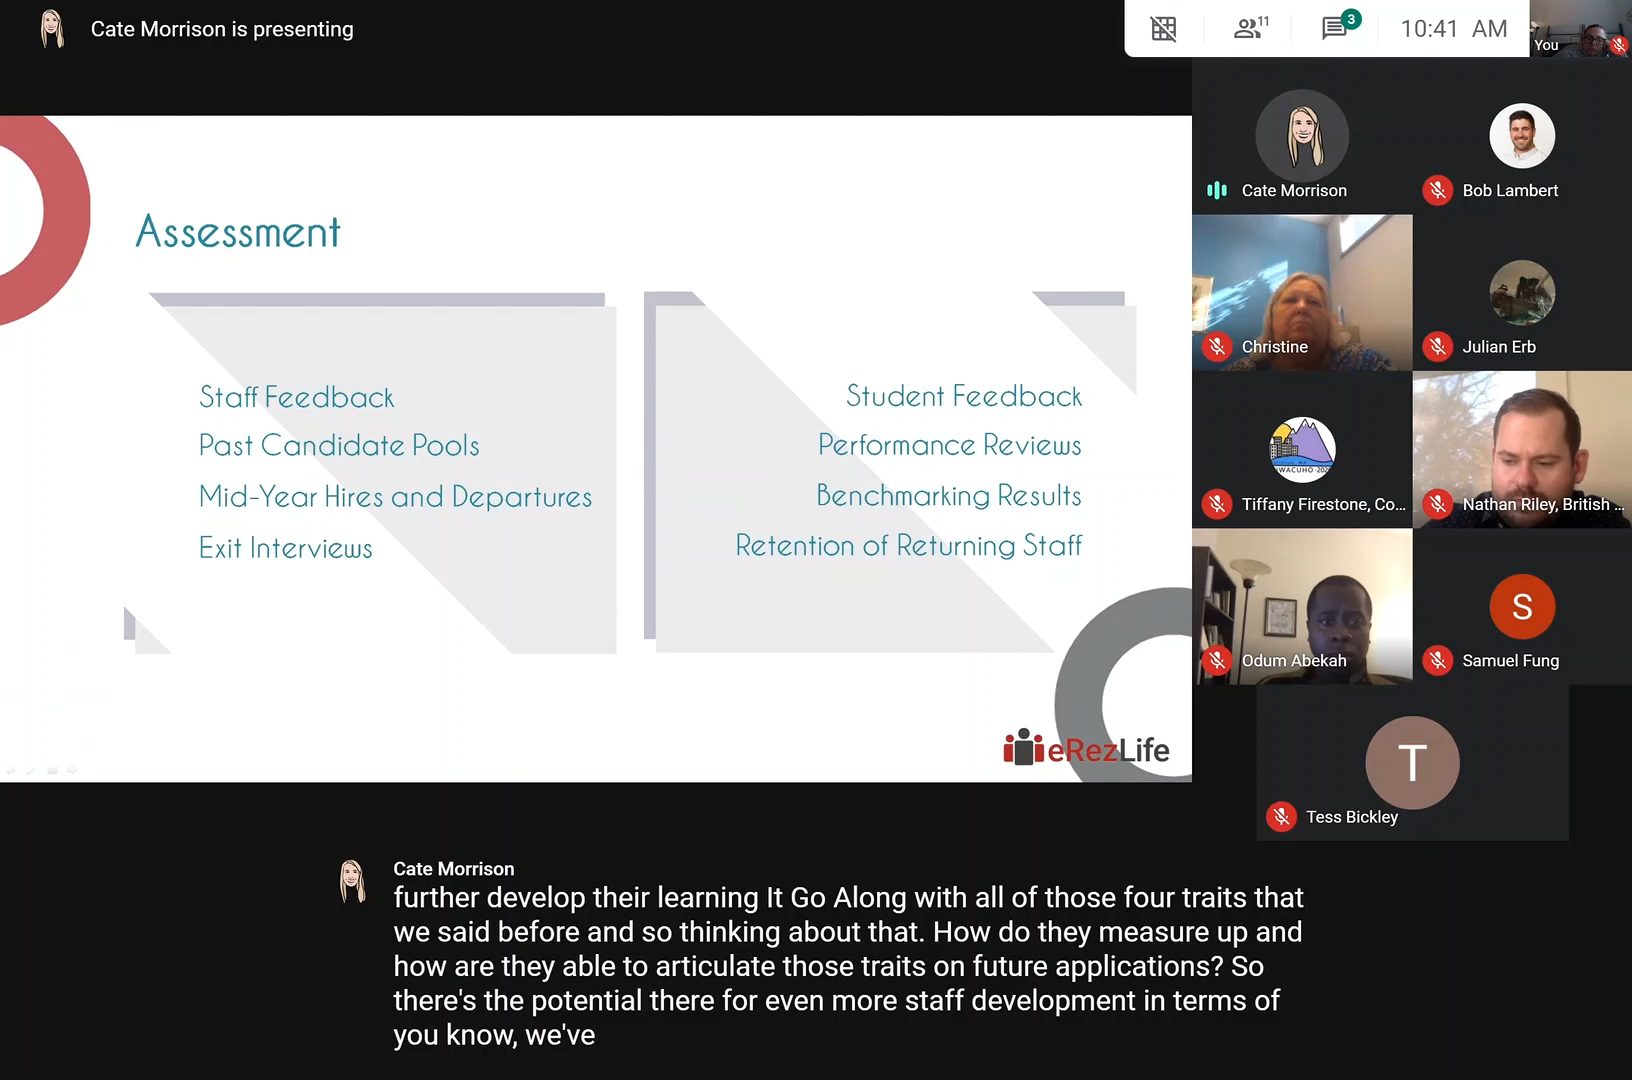 Cate Morrison is presenting
11
3
10:41 AM
You
Assessment
Staff Feedback
Past Candidate Pools
Mid-Year Hires and Departures
Exit Interviews
Student Feedback
Performance Reviews
Benchmarking Results
Retention of Returning Staff
eRezLife
Cate Morrison
Bob Lambert
Christine
Julian Erb
Tiffany Firestone, Co...
Nathan Riley, British ...
Odum Abekah
S
Samuel Fung
T
Tess Bickley
Cate Morrison
further develop their learning It Go Along with all of those four traits that
we said before and so thinking about that. How do they measure up and
how are they able to articulate those traits on future applications? So
there's the potential there for even more staff development in terms of
you know, we've